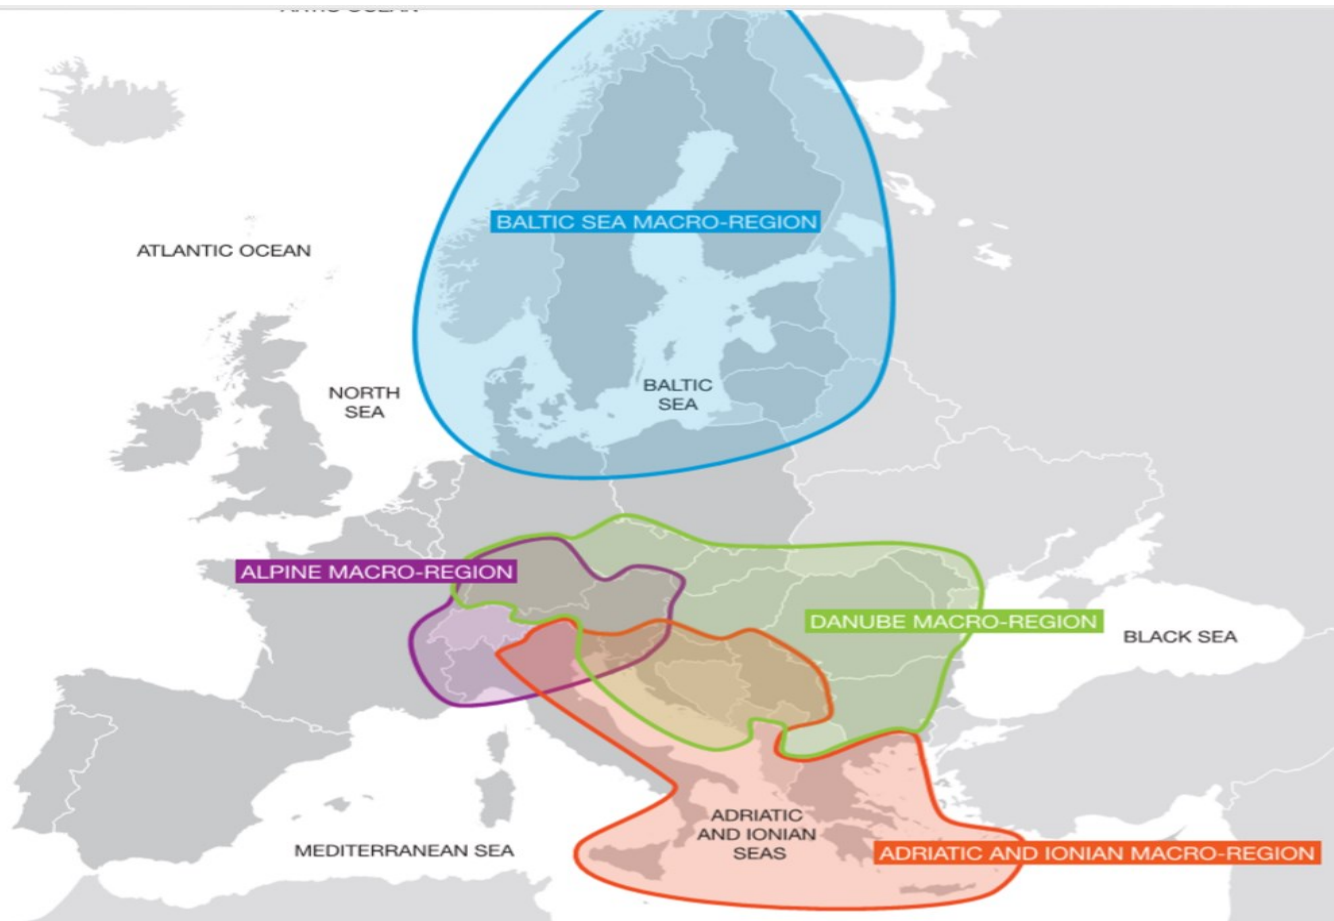 BALTIC SEA MACRO-REGION
ATLANTIC OCEAN
NORTH
SEA
BALTIC
SEA
ALPINE MACRO-REGION
DANUBE MACRO-REGION
BLACK SEA
ADRIATIC
AND IONIAN
SEAS
MEDITERRANEAN SEA
ADRIATIC AND IONIAN MACRO-REGION